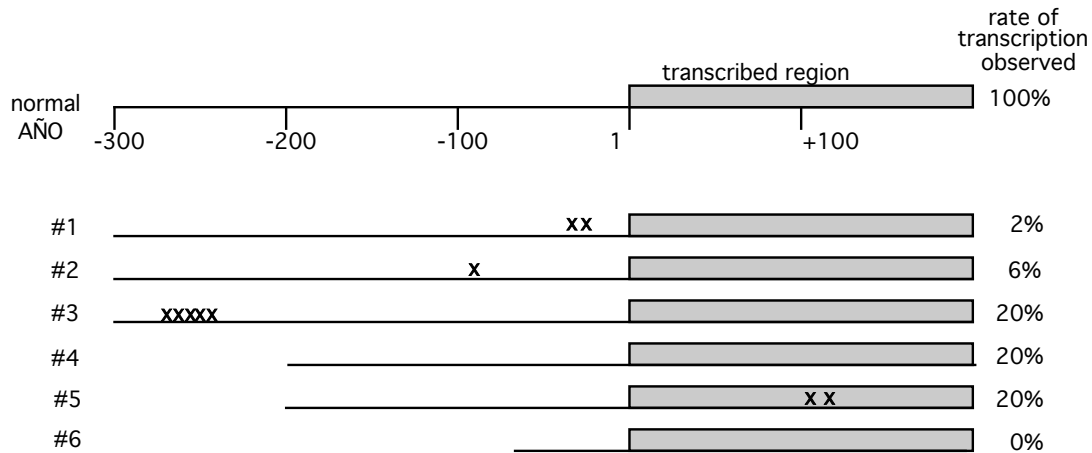 rate of
transcription
observed
transcribed region
100%
normal
AÑO
-300 -200 -100 1 +100
#1 xx 2%
#2 x 6%
#3 xxxxx 20%
#4 20%
#5 x x 20%
#6 0%